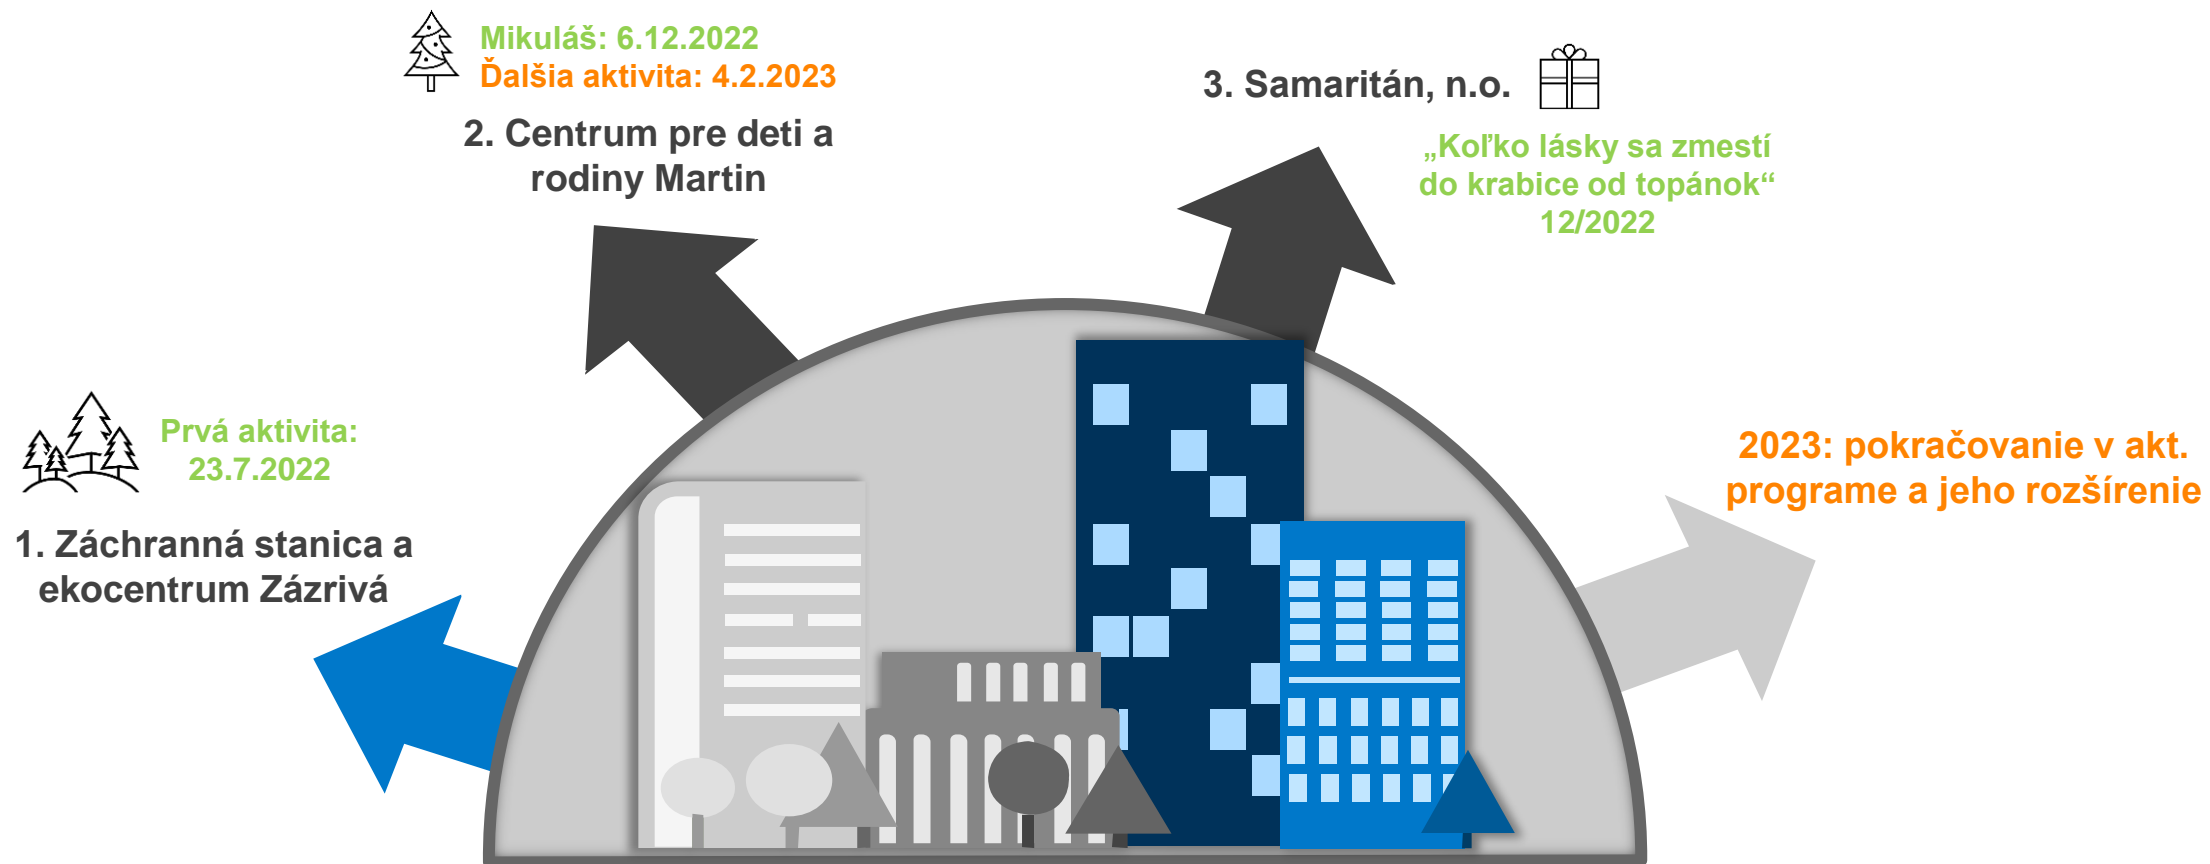 Mikuláš: 6.12.2022
Ďalšia aktivita: 4.2.2023
2. Centrum pre deti a
rodiny Martin
3. Samaritán, n.o.
„Koľko lásky sa zmestí
do krabice od topánok“
12/2022
Prvá aktivita:
23.7.2022
1. Záchranná stanica a
ekocentrum Zázrivá
2023: pokračovanie v akt.
programe a jeho rozšírenie